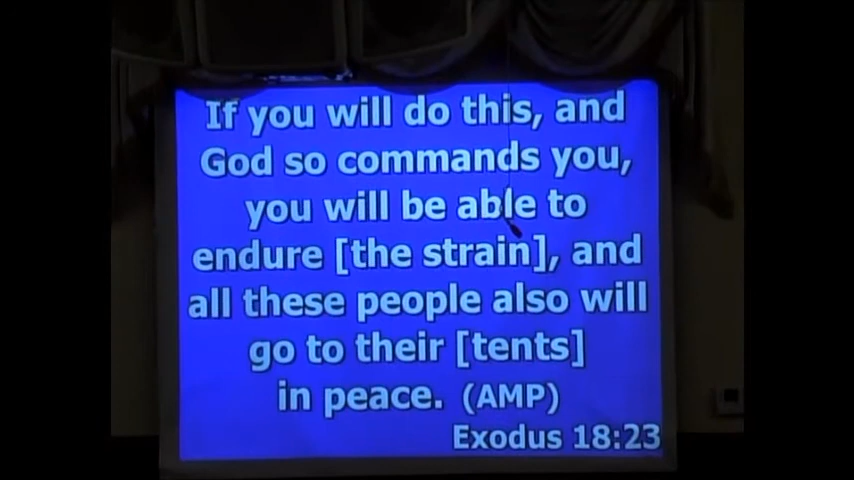 If you will do this, and
God so commands you,
you will be able to
endure [the strain], and
all these people also will
go to their [tents]
in peace. (AMP)
Exodus 18:23